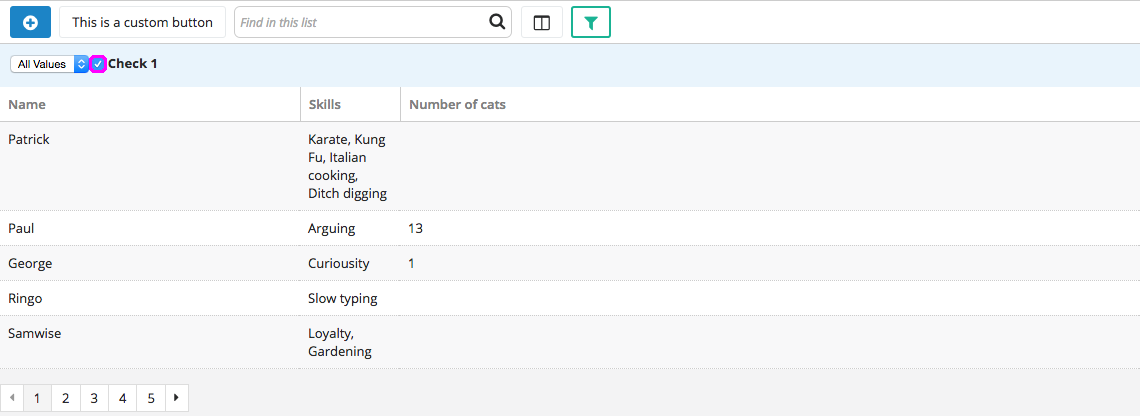 This is a custom button
Find in this list
All Values Check 1
Name Skills Number of cats
Patrick Karate, Kung
Fu, Italian
cooking,
Ditch digging
Paul Arguing 13
George Curiousity 1
Ringo Slow typing
Samwise Loyalty,
Gardening
1 2 3 4 5